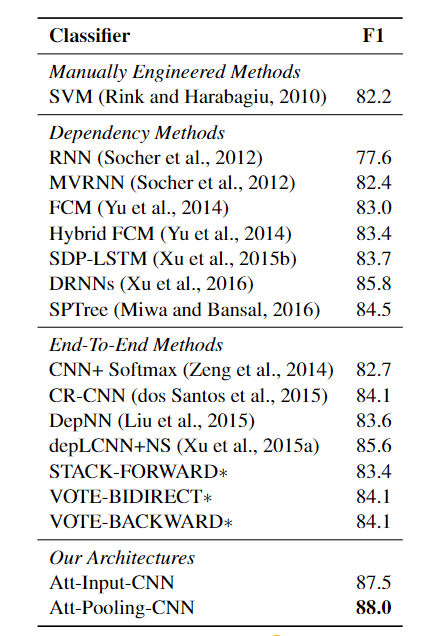 Classifier F1
Manually Engineered Methods
SVM (Rink and Harabagiu, 2010) 82.2
Dependency Methods
RNN (Socher et al., 2012) 77.6
MVRNN (Socher et al., 2012) 82.4
FCM (Yu et al., 2014) 83.0
Hybrid FCM (Yu et al., 2014) 83.4
SDP-LSTM (Xu et al., 2015b) 83.7
DRNNs (Xu et al., 2016) 85.8
SPTree (Miwa and Bansal, 2016) 84.5
End-To-End Methods
CNN+ Softmax (Zeng et al., 2014) 82.7
CR-CNN (dos Santos et al., 2015) 84.1
DepNN (Liu et al., 2015) 83.6
depLCNN+NS (Xu et al., 2015a) 85.6
STACK-FORWARD∗ 83.4
VOTE-BIDIRECT∗ 84.1
VOTE-BACKWARD∗ 84.1
Our Architectures
Att-Input-CNN 87.5
Att-Pooling-CNN 88.0